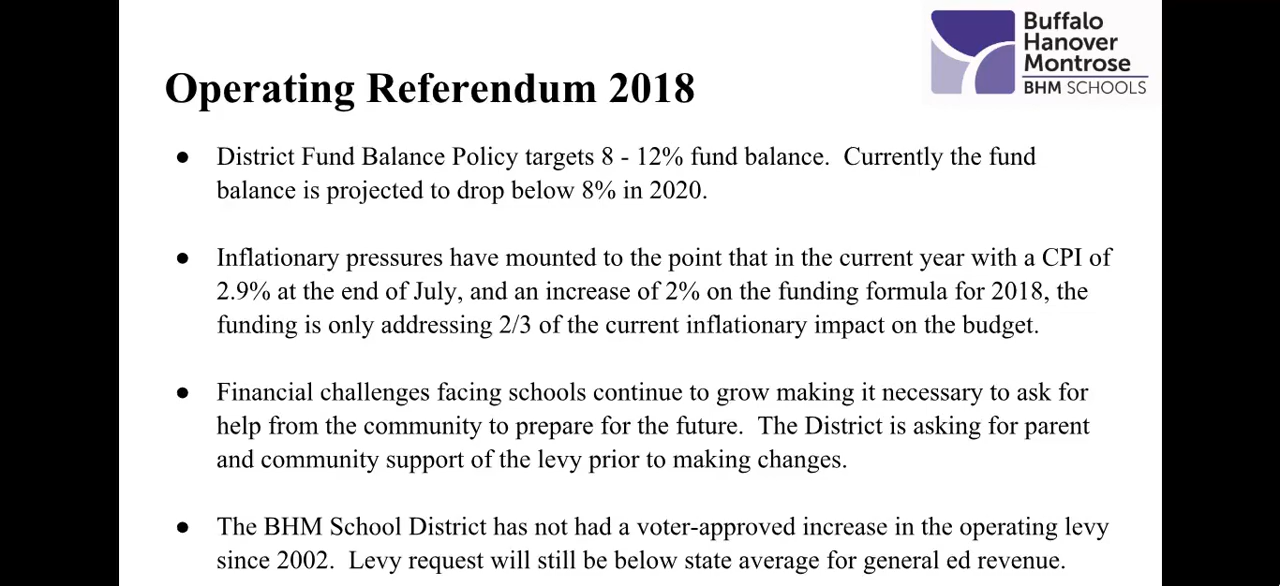 Buffalo
Hanover
Montrose
BHM SCHOOLS
Operating Referendum 2018
● District Fund Balance Policy targets 8 - 12% fund balance.  Currently the fund
balance is projected to drop below 8% in 2020.
● Inflationary pressures have mounted to the point that in the current year with a CPI of
2.9% at the end of July, and an increase of 2% on the funding formula for 2018, the
funding is only addressing 2/3 of the current inflationary impact on the budget.
● Financial challenges facing schools continue to grow making it necessary to ask for
help from the community to prepare for the future.  The District is asking for parent
and community support of the levy prior to making changes.
● The BHM School District has not had a voter-approved increase in the operating levy
since 2002.  Levy request will still be below state average for general ed revenue.